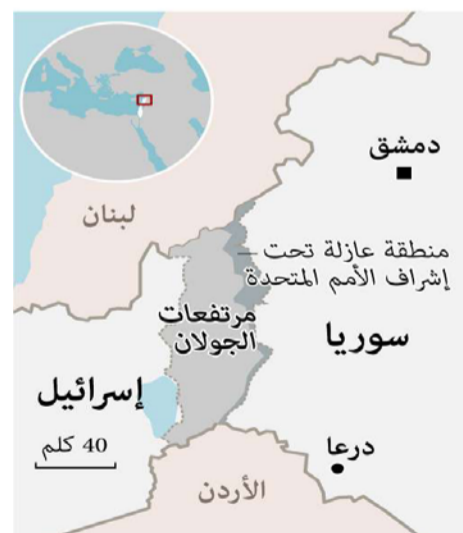 دمشق
لبنان
منطقة عازلة تحت
إشراف الأمم المتحدة
مرتفعات
الجولان
سوريا
إسرائيل
40 كلم
درعا
الأردن